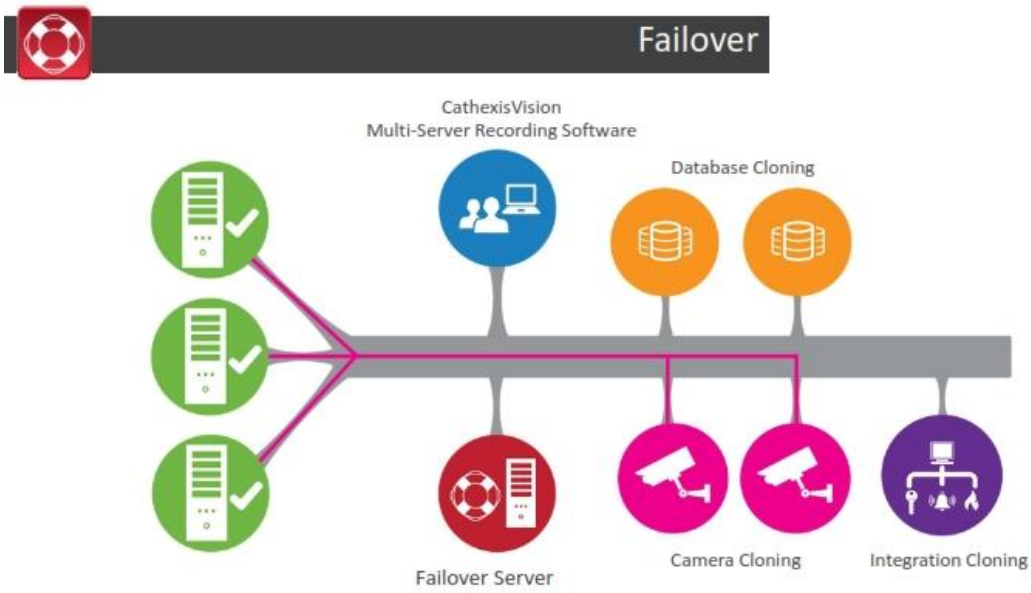 Failover
CathexisVision
Multi-Server Recording Software
Database Cloning
Failover Server
Camera Cloning
Integration Cloning